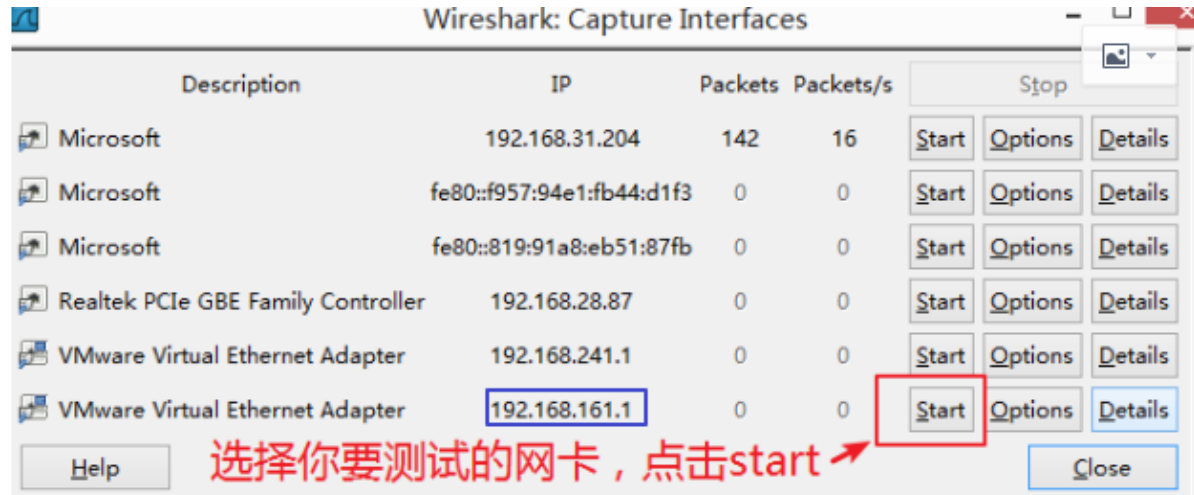 Wireshark: Capture Interfaces
Description IP Packets Packets/s Stop
Microsoft 192.168.31.204 142 16 Start Options Details
Microsoft fe80::f957:94e1:fb44:d1f3 0 0 Start Options Details
Microsoft fe80::819:91a8:eb51:87fb 0 0 Start Options Details
Realtek PCIe GBE Family Controller 192.168.28.87 0 0 Start Options Details
VMware Virtual Ethernet Adapter 192.168.241.1 0 0 Start Options Details
VMware Virtual Ethernet Adapter 192.168.161.1 0 0 Start Options Details
Help 选择你要测试的网卡，点击start Close